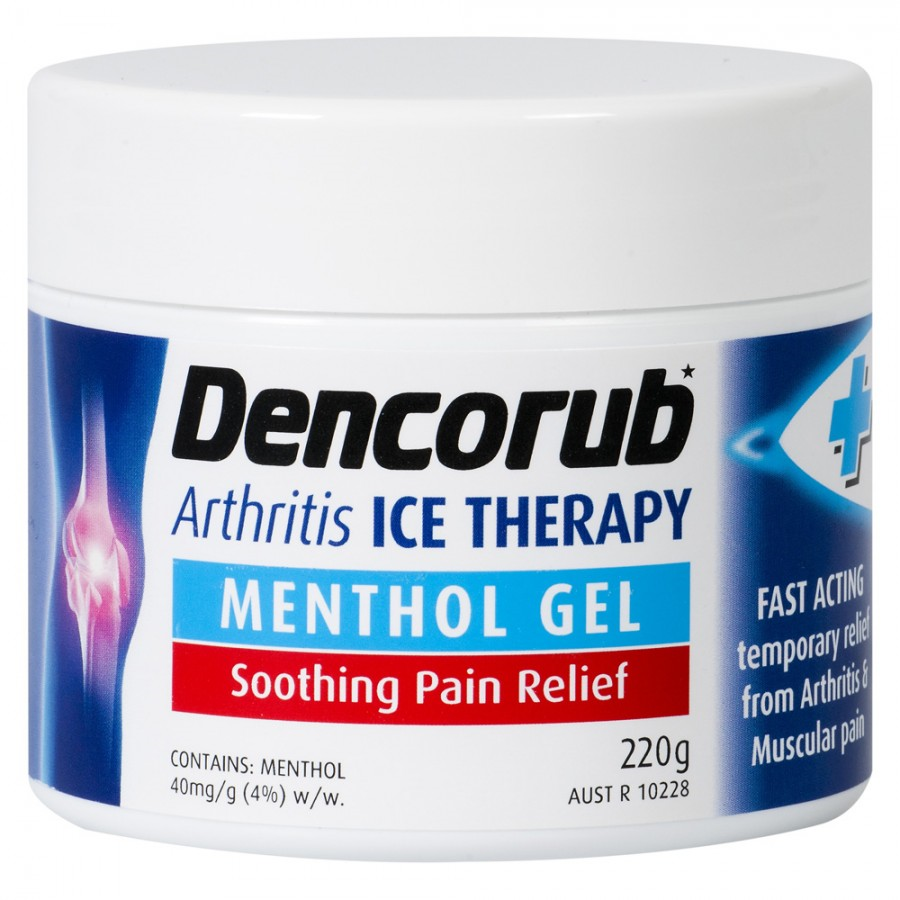 Dencorub*
Arthritis ICE THERAPY
MENTHOL GEL
Soothing Pain Relief
CONTAINS: MENTHOL
40mg/g (4%) w/w.
220g
AUST R 10228
FAST ACTING
temporary relief
from Arthritis &
Muscular pain